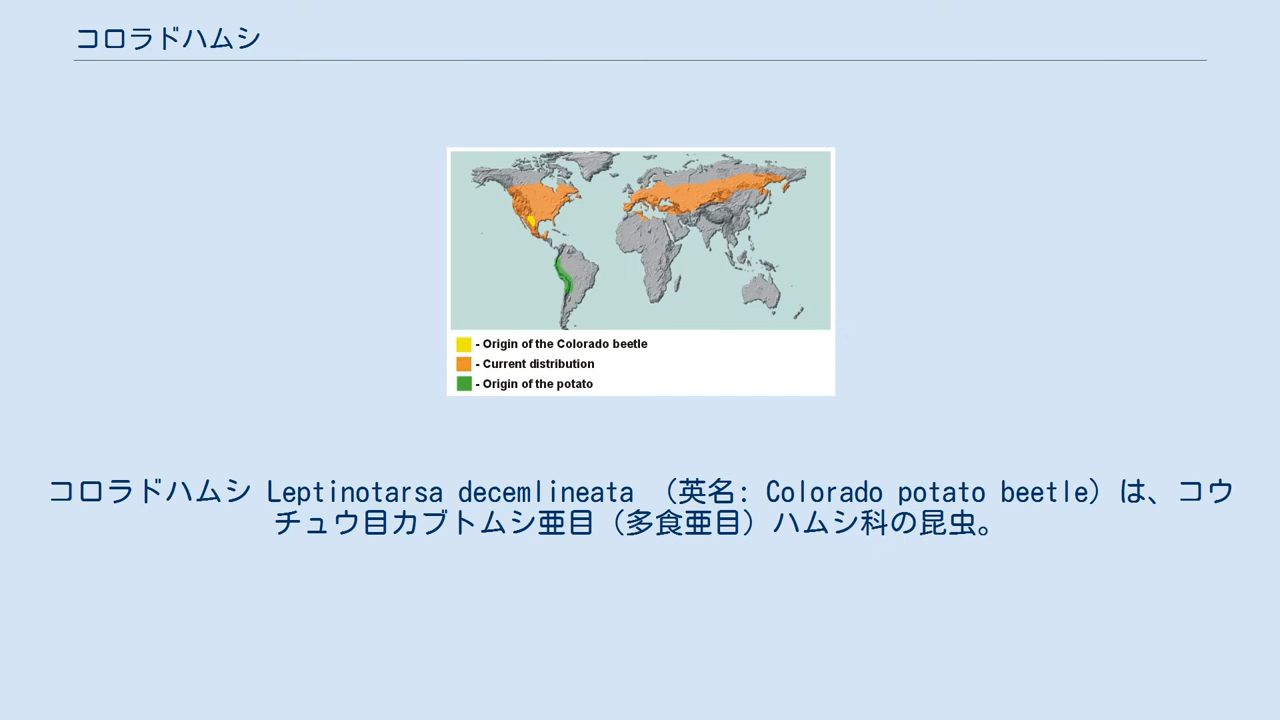 コロラドハムシ
- Origin of the Colorado beetle
- Current distribution
- Origin of the potato
コロラドハムシ Leptinotarsa decemlineata （英名: Colorado potato beetle）は、コウ
チュウ目カブトムシ亜目（多食亜目）ハムシ科の昆虫。